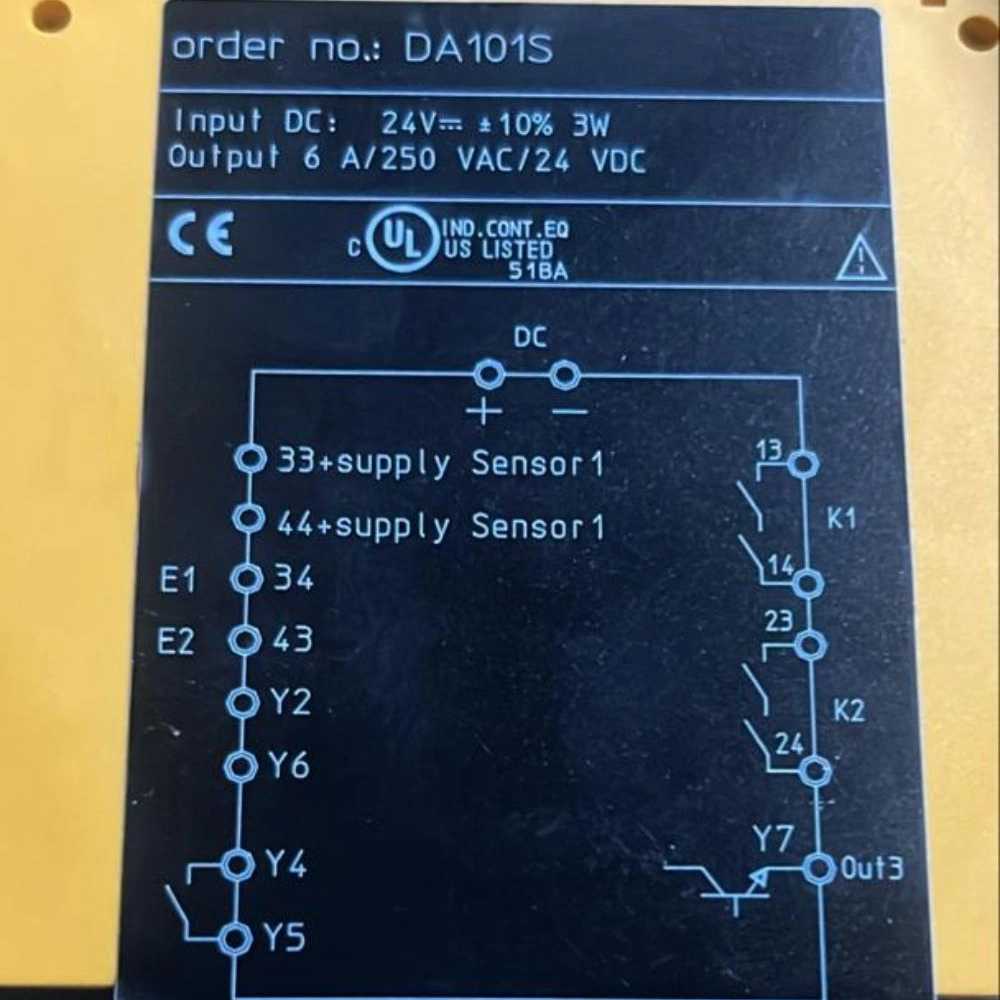 order no.: DA101S
Input DC: 24V⎓ ±10% 3W
Output 6 A/250 VAC/24 VDC
CE
C UL US LISTED IND.CONT.EQ
51BA
DC
+ −
33+supply Sensor1
44+supply Sensor1
E1 34
E2 43
Y2
Y6
Y4
Y5
13
K1
14
23
K2
24
Y7
Out3